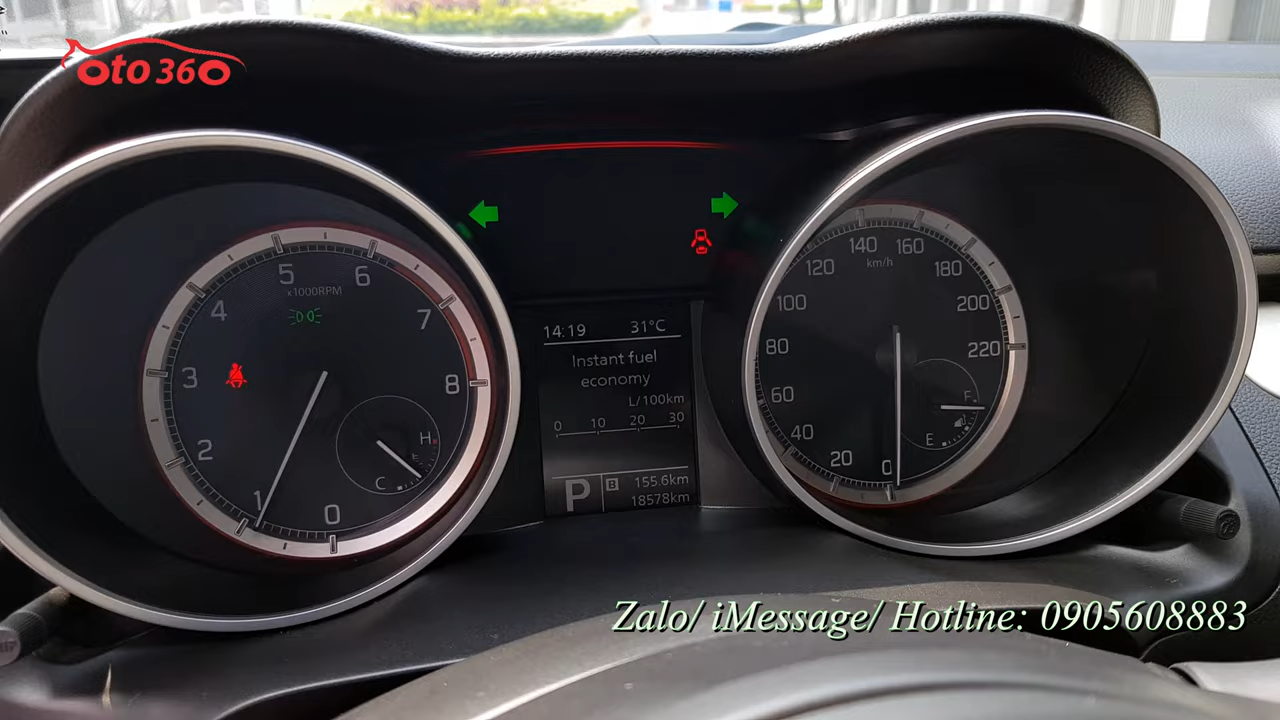 oto 360
5
6
x1000RPM
4
7
3
8
2
1
0
H
C
14:19 31°C
Instant fuel
economy
L/100km
0 10 20 30
P B 155.6km
18578km
140 160
km/h
120 180
100 200
80 220
60
40
20
0
F
E
Zalo/ iMessage/ Hotline: 0905608883